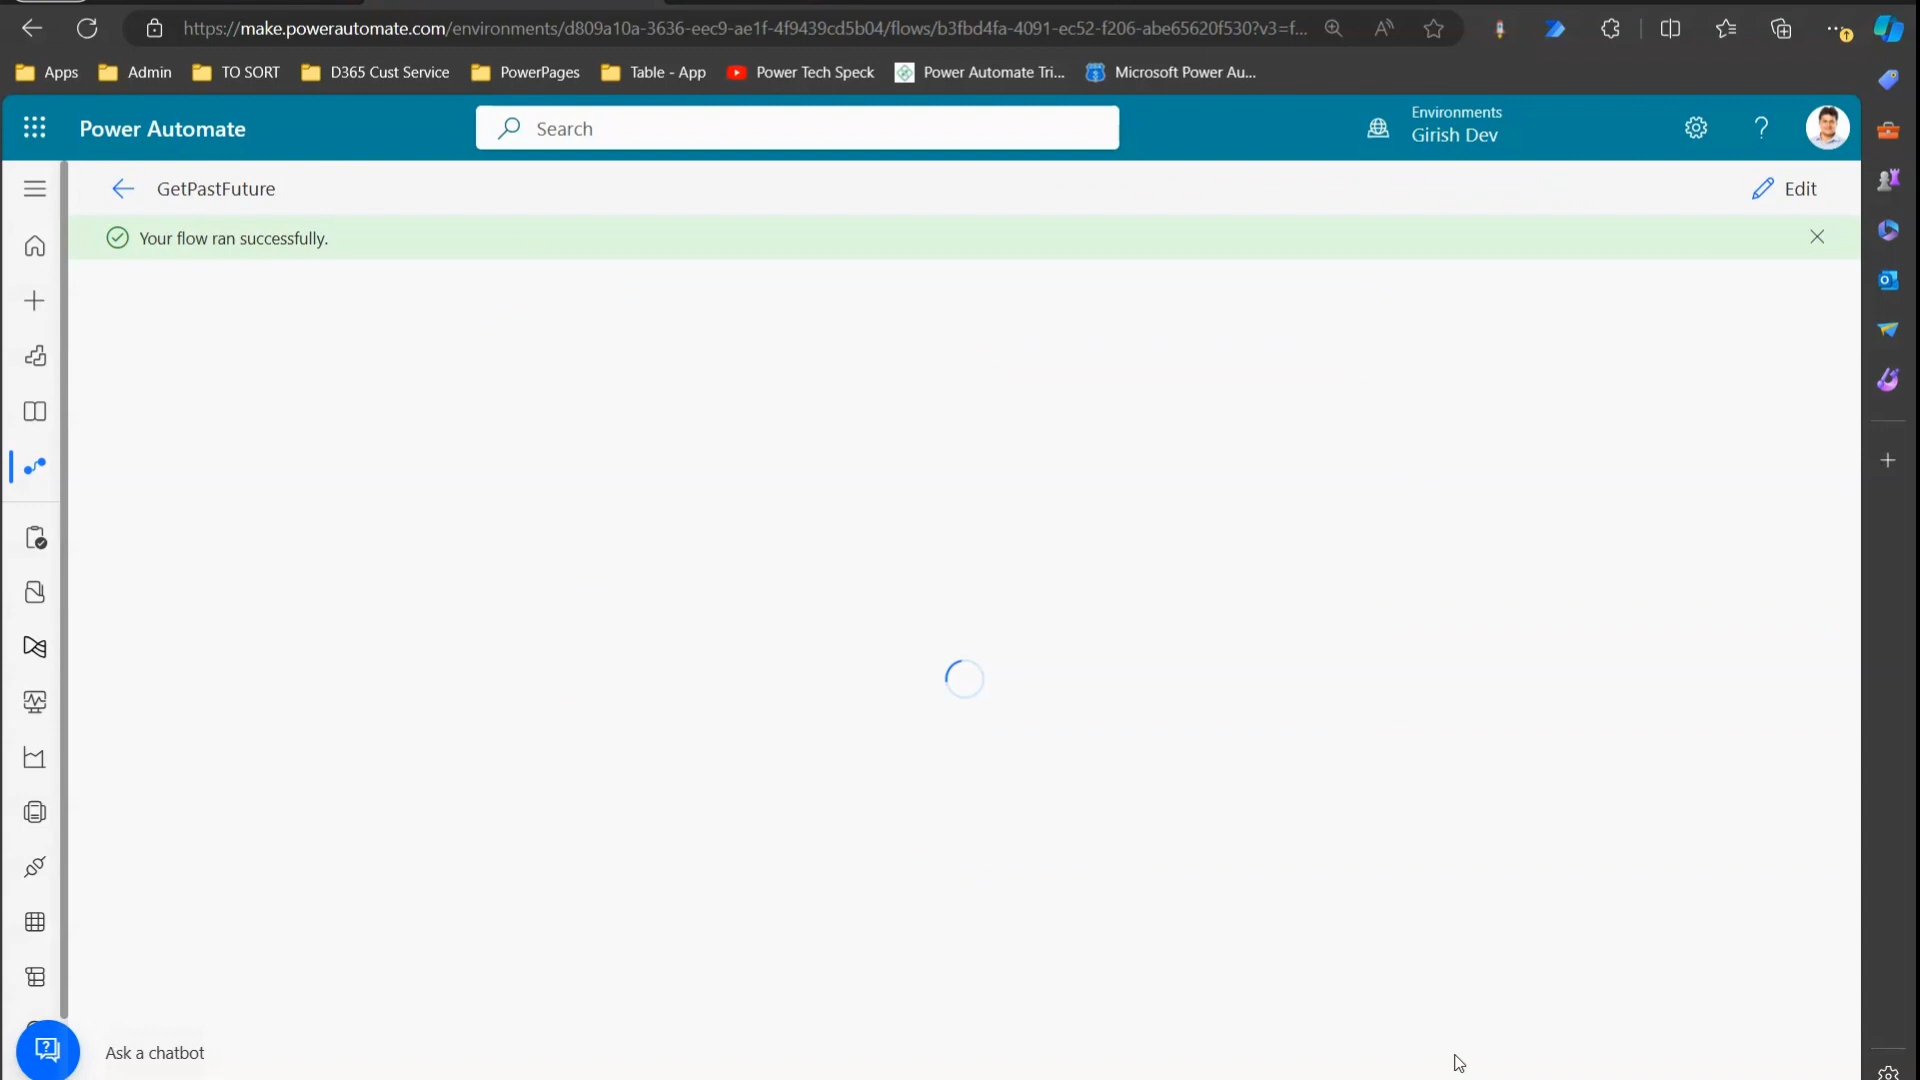 https://make.powerautomate.com/environments/d809a10a-3636-eec9-ae1f-4f9439cd5b04/flows/b3fbd4fa-4091-ec52-f206-abe65620f530?v3=f...
Apps Admin TO SORT D365 Cust Service PowerPages Table - App Power Tech Speck Power Automate Tri... Microsoft Power Au...
Power Automate
Search
Environments
Girish Dev
GetPastFuture
Edit
Your flow ran successfully.
Ask a chatbot